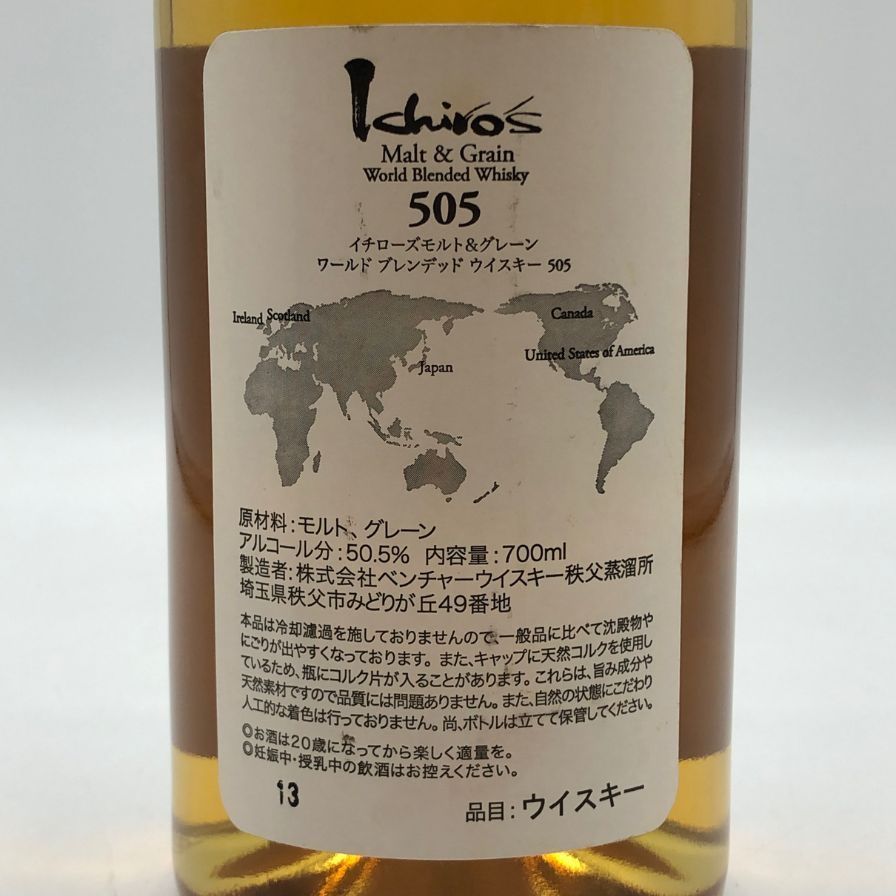 Ichiro's
Malt & Grain
World Blended Whisky
505
イチローズモルト&グレーン
ワールド ブレンデッド ウイスキー 505
Ireland Scotland
Canada
Japan
United States of America
原材料:モルト、グレーン
アルコール分:50.5% 内容量:700ml
製造者:株式会社ベンチャーウイスキー秩父蒸溜所
埼玉県秩父市みどりが丘49番地
本品は冷却濾過を施しておりませんので、一般品に比べて沈殿物や
にごりが出やすくなっております。また、キャップに天然コルクを使用し
ているため、瓶にコルク片が入ることがあります。これらは、旨み成分や
天然素材ですので品質には問題ありません。また、自然の状態にこだわり
人工的な着色は行っておりません。尚、ボトルは立てて保管してください。
◎お酒は20歳になってから楽しく適量を。
◎妊娠中・授乳中の飲酒はお控えください。
13
品目:ウイスキー